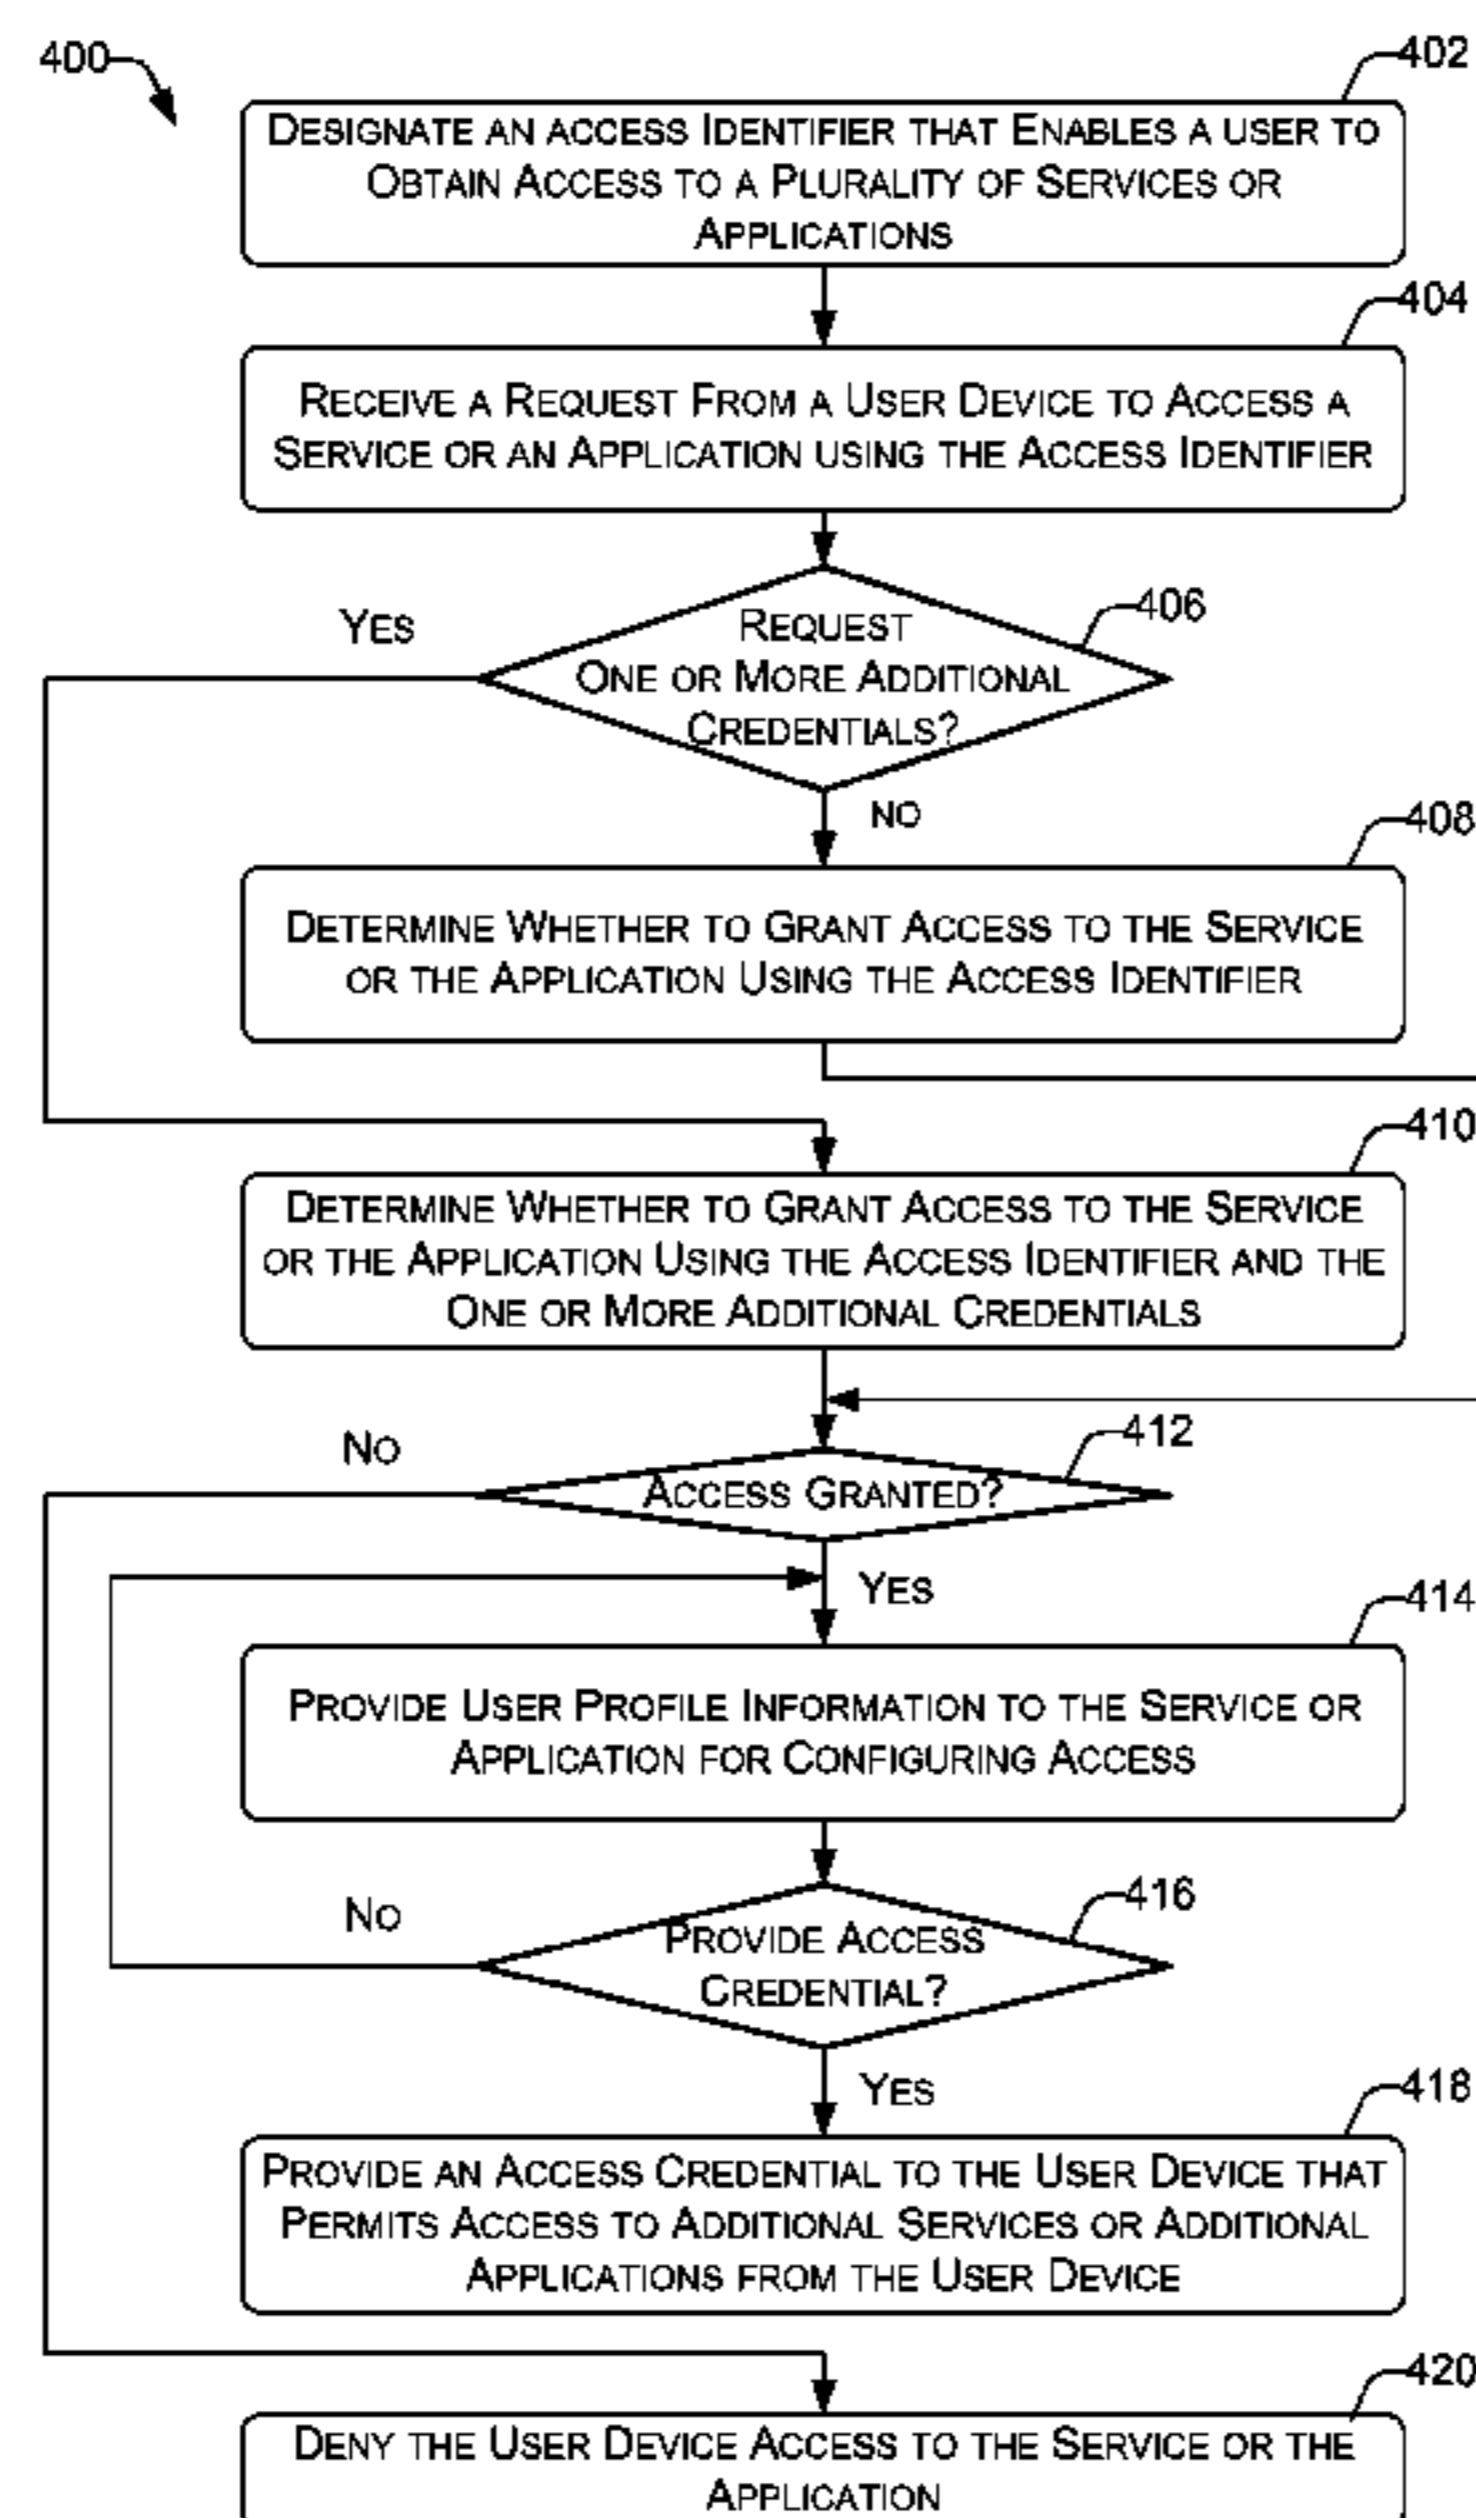 400
402
DESIGNATE AN ACCESS IDENTIFIER THAT ENABLES A USER TO
OBTAIN ACCESS TO A PLURALITY OF SERVICES OR
APPLICATIONS
404
RECEIVE A REQUEST FROM A USER DEVICE TO ACCESS A
SERVICE OR AN APPLICATION USING THE ACCESS IDENTIFIER
406
YES
REQUEST
ONE OR MORE ADDITIONAL
CREDENTIALS?
NO
408
DETERMINE WHETHER TO GRANT ACCESS TO THE SERVICE
OR THE APPLICATION USING THE ACCESS IDENTIFIER
410
DETERMINE WHETHER TO GRANT ACCESS TO THE SERVICE
OR THE APPLICATION USING THE ACCESS IDENTIFIER AND THE
ONE OR MORE ADDITIONAL CREDENTIALS
412
NO
ACCESS GRANTED?
YES
414
PROVIDE USER PROFILE INFORMATION TO THE SERVICE OR
APPLICATION FOR CONFIGURING ACCESS
416
NO
PROVIDE ACCESS
CREDENTIAL?
YES
418
PROVIDE AN ACCESS CREDENTIAL TO THE USER DEVICE THAT
PERMITS ACCESS TO ADDITIONAL SERVICES OR ADDITIONAL
APPLICATIONS FROM THE USER DEVICE
420
DENY THE USER DEVICE ACCESS TO THE SERVICE OR THE
APPLICATION